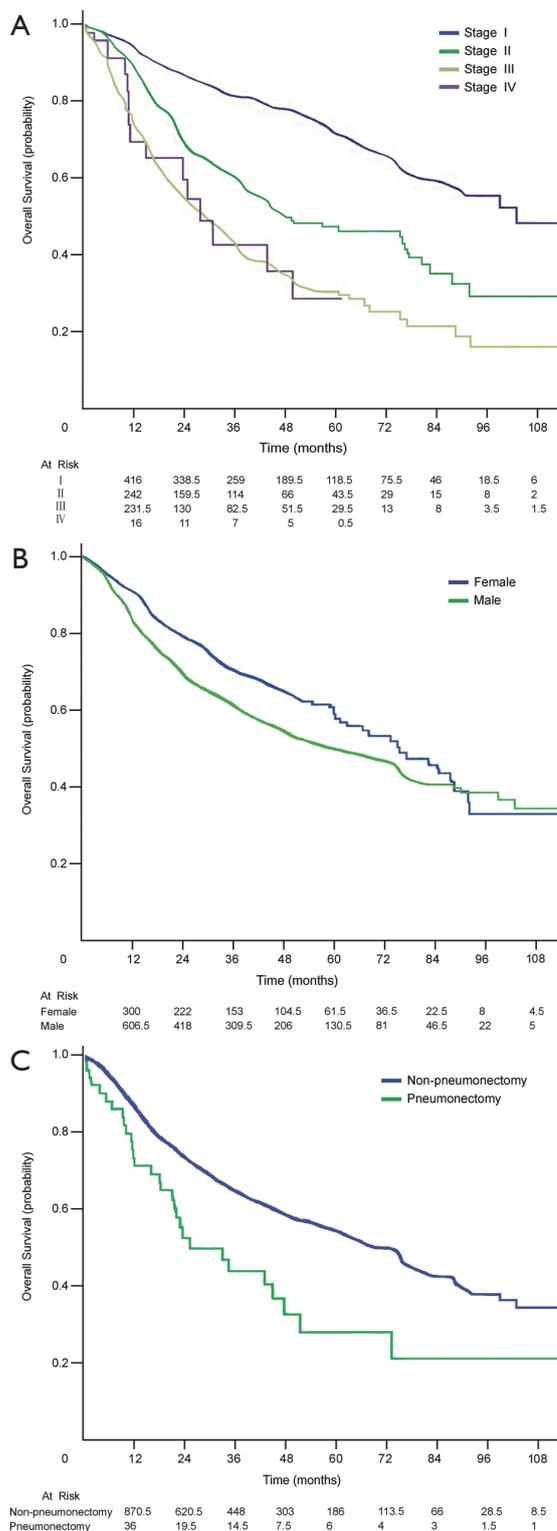 A
1.0
0.8
0.6
0.4
0.2
0
Overall Survival (probability)
Stage I
Stage II
Stage III
Stage IV
12 24 36 48 60 72 84 96 108
Time (months)
At Risk
I 416 338.5 259 189.5 118.5 75.5 46 18.5 6
II 242 159.5 114 66 43.5 29 15 8 2
III 231.5 130 82.5 51.5 29.5 13 8 3.5 1.5
IV 16 11 7 5 0.5
B
1.0
0.8
0.6
0.4
0.2
0
Overall Survival (probability)
Female
Male
12 24 36 48 60 72 84 96 108
Time (months)
At Risk
Female 300 222 153 104.5 61.5 36.5 22.5 8 4.5
Male 606.5 418 309.5 206 130.5 81 46.5 22 5
C
1.0
0.8
0.6
0.4
0.2
0
Overall Survival (probability)
Non-pneumonectomy
Pneumonectomy
12 24 36 48 60 72 84 96 108
Time (months)
At Risk
Non-pneumonectomy 870.5 620.5 448 303 186 113.5 66 28.5 8.5
Pneumonectomy 36 19.5 14.5 7.5 6 4 3 1.5 1